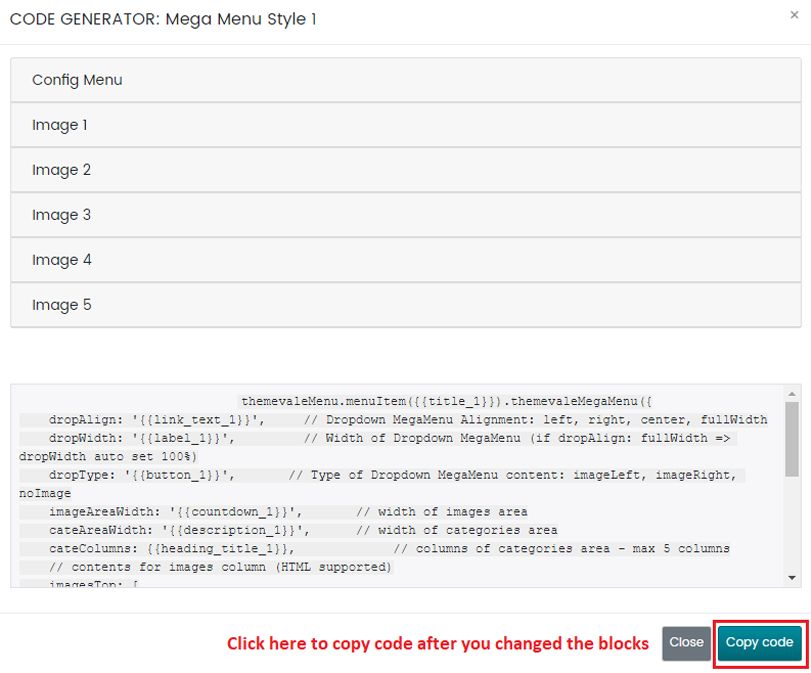 CODE GENERATOR: Mega Menu Style 1
×
Config Menu
Image 1
Image 2
Image 3
Image 4
Image 5
themevaleMenu.menuItem({{title_1}}).themevaleMegaMenu({
dropAlign: '{{link_text_1}}',     // Dropdown MegaMenu Alignment: left, right, center, fullWidth
dropWidth: '{{label_1}}',         // Width of Dropdown MegaMenu (if dropAlign: fullWidth =>
dropWidth auto set 100%)
dropType: '{{button_1}}',       // Type of Dropdown MegaMenu content: imageLeft, imageRight,
noImage
imageAreaWidth: '{{countdown_1}}',       // width of images area
cateAreaWidth: '{{description_1}}',      // width of categories area
cateColumns: {{heading_title_1}},             // columns of categories area - max 5 columns
// contents for images column (HTML supported)
imagesTop: [
Click here to copy code after you changed the blocks
Close
Copy code